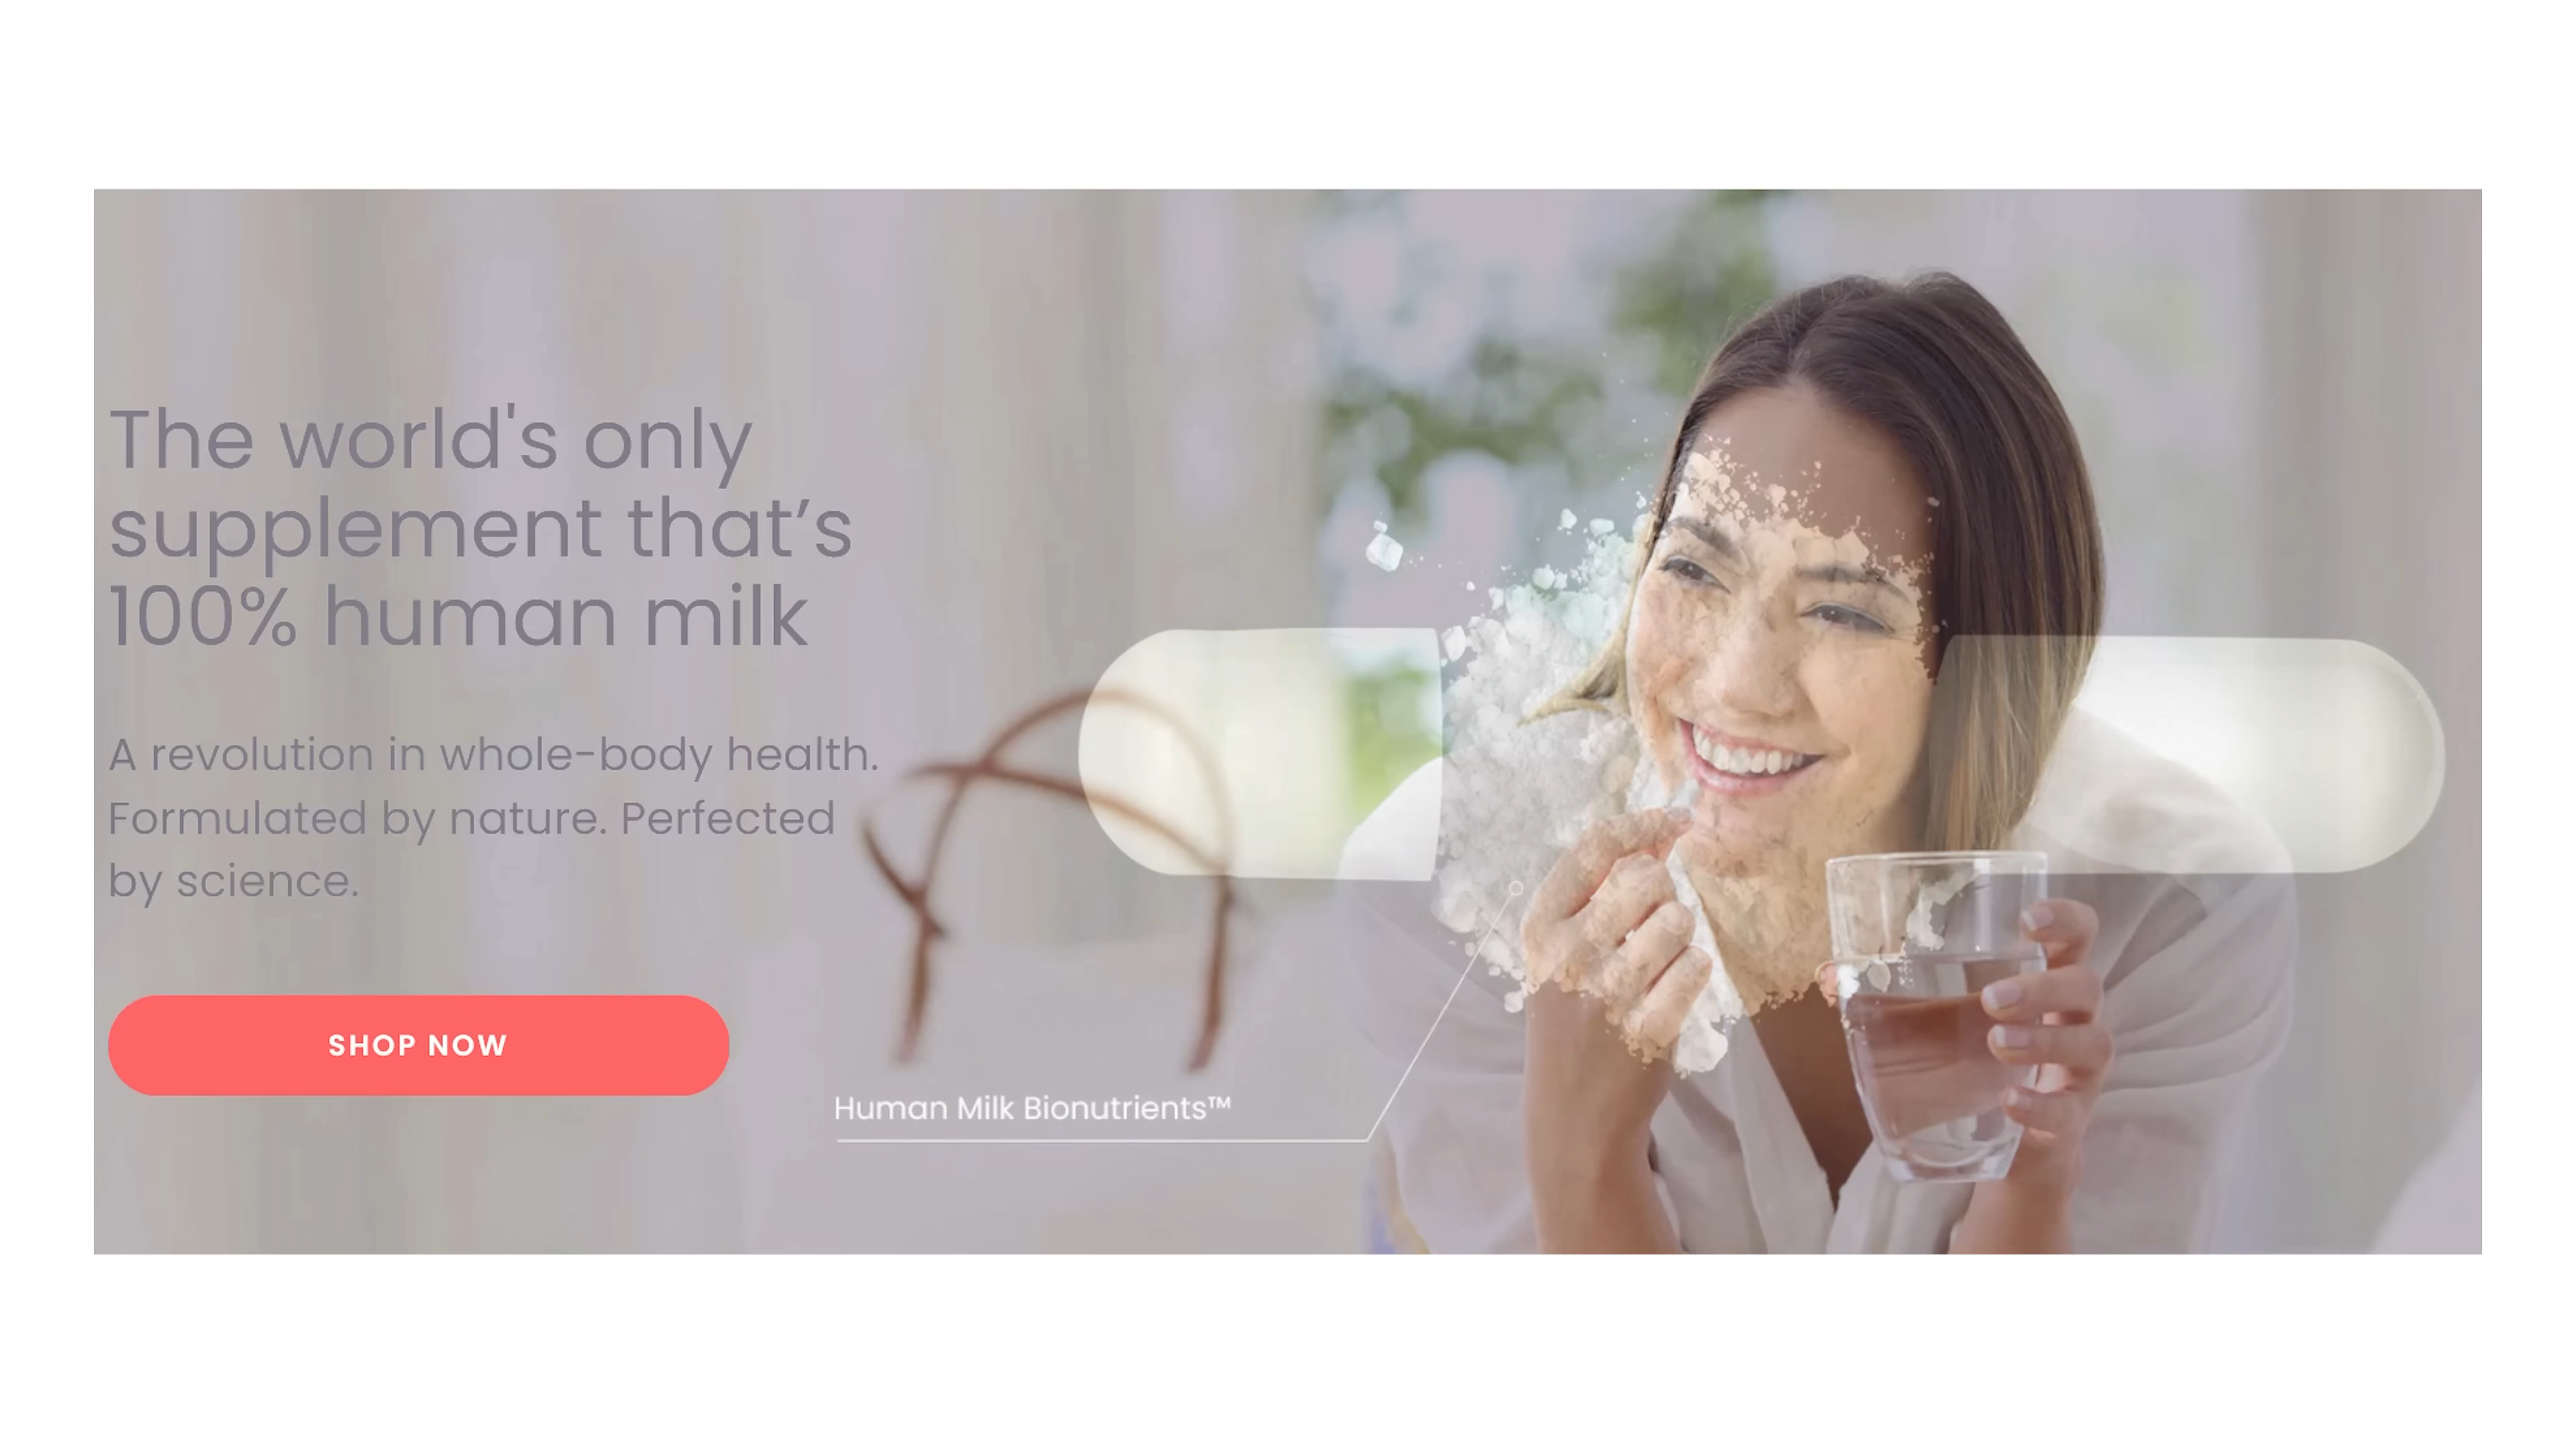 The world's only
supplement that’s
100% human milk
A revolution in whole-body health.
Formulated by nature. Perfected
by science.
SHOP NOW
Human Milk Bionutrients™